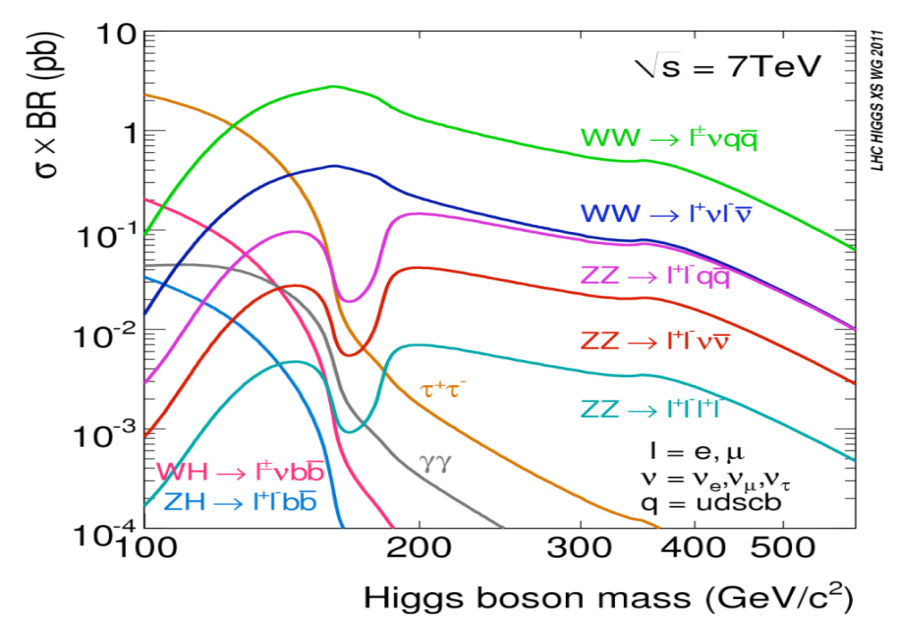 σ × BR (pb)
10
1
10⁻¹
10⁻²
10⁻³
10⁻⁴
√s = 7TeV
LHC HIGGS XS WG 2011
WW → l±νqq̅
WW → l⁺νl⁻ν̅
ZZ → l⁺l⁻qq̅
ZZ → l⁺l⁻νν̅
ZZ → l⁺l⁻l⁺l⁻
τ⁺τ⁻
γγ
WH → l±νbb̅
ZH → l⁺l⁻bb̅
l = e, μ
ν = νₑ,ν_μ,ν_τ
q = udscb
100 200 300 400 500
Higgs boson mass (GeV/c²)